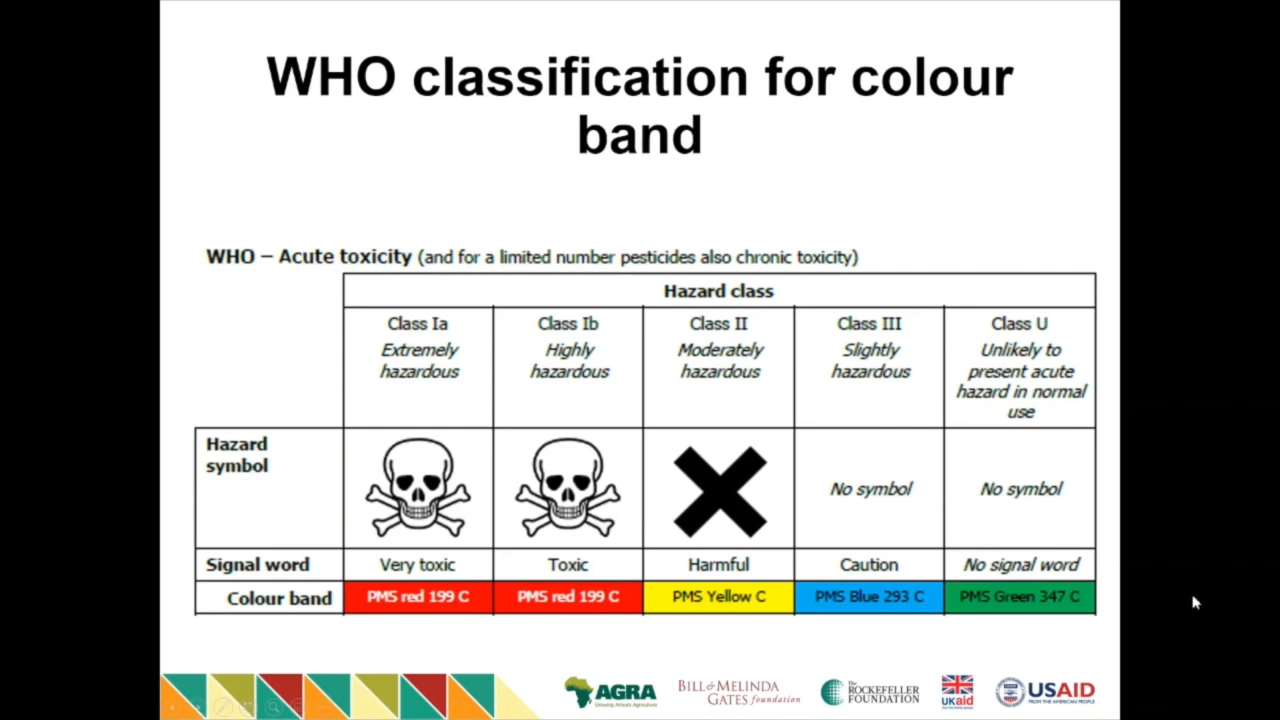 WHO classification for colour
band
WHO – Acute toxicity (and for a limited number pesticides also chronic toxicity)
Hazard class
Class Ia
Extremely
hazardous
Class Ib
Highly
hazardous
Class II
Moderately
hazardous
Class III
Slightly
hazardous
Class U
Unlikely to
present acute
hazard in normal
use
Hazard
symbol
No symbol
No symbol
Signal word
Very toxic
Toxic
Harmful
Caution
No signal word
Colour band
PMS red 199 C
PMS red 199 C
PMS Yellow C
PMS Blue 293 C
PMS Green 347 C
AGRA
Growing Africa's Agriculture
BILL & MELINDA
GATES foundation
The
ROCKEFELLER
FOUNDATION
UKaid
from the British people
USAID
FROM THE AMERICAN PEOPLE